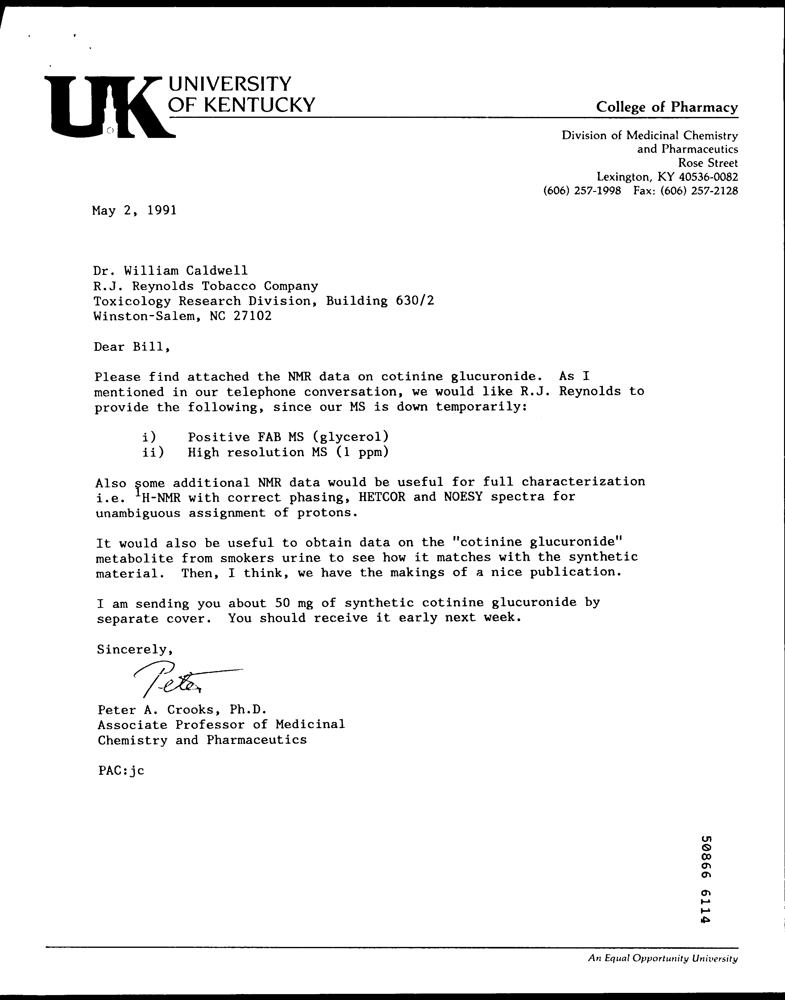 UK UNIVERSITY
OF KENTUCKY
College of Pharmacy
Division of Medicinal Chemistry
and Pharmaceutics
Rose Street
Lexington, KY 40536-0082
(606) 257-1998 Fax: (606) 257-2128
May 2, 1991
Dr. William Caldwell
R.J. Reynolds Tobacco Company
Toxicology Research Division, Building 630/2
Winston-Salem, NC 27102
Dear Bill,
Please find attached the NMR data on cotinine glucuronide. As I
mentioned in our telephone conversation, we would like R.J. Reynolds to
provide the following, since our MS is down temporarily:
i) Positive FAB MS (glycerol)
ii) High resolution MS (1 ppm)
Also some additional NMR data would be useful for full characterization
i.e. ¹H-NMR with correct phasing, HETCOR and NOESY spectra for
unambiguous assignment of protons.
It would also be useful to obtain data on the "cotinine glucuronide"
metabolite from smokers urine to see how it matches with the synthetic
material. Then, I think, we have the makings of a nice publication.
I am sending you about 50 mg of synthetic cotinine glucuronide by
separate cover. You should receive it early next week.
Sincerely,
Peter
Peter A. Crooks, Ph.D.
Associate Professor of Medicinal
Chemistry and Pharmaceutics
PAC:jc
50866 6114
An Equal Opportunity University